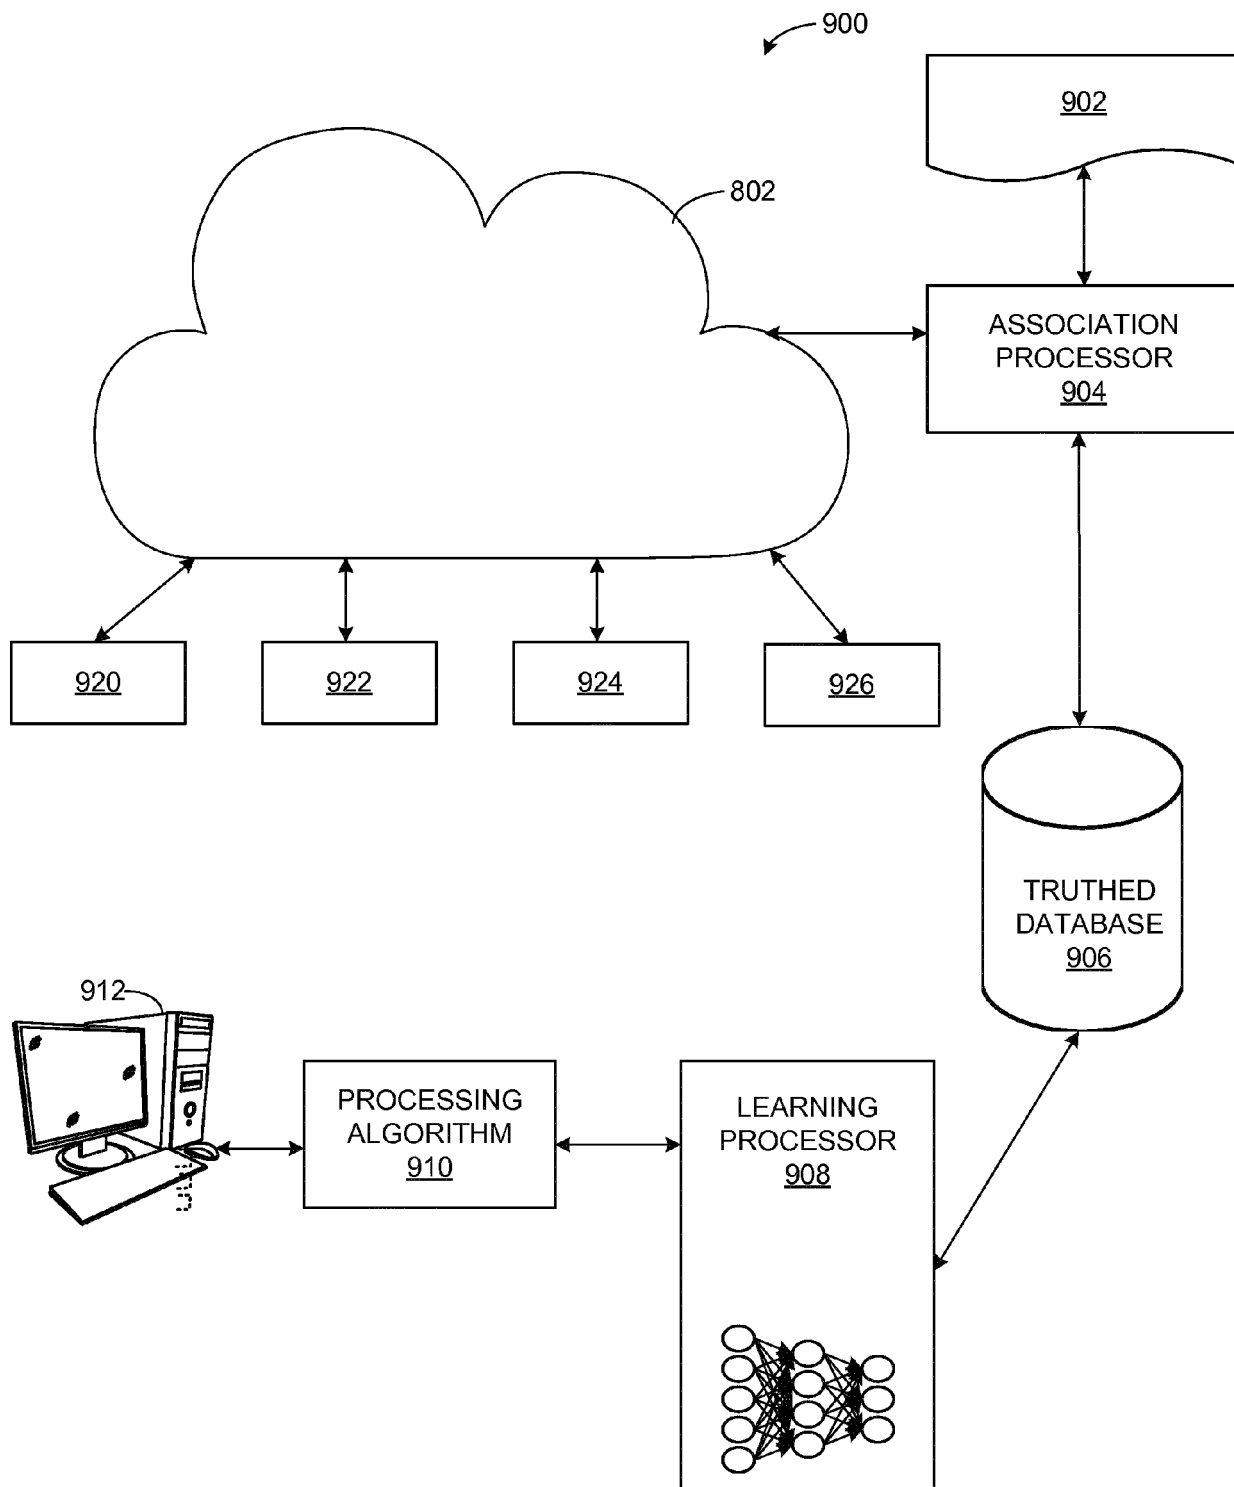 900
902
802
ASSOCIATION
PROCESSOR
904
920
922
924
926
TRUTHED
DATABASE
906
912
PROCESSING
ALGORITHM
910
LEARNING
PROCESSOR
908